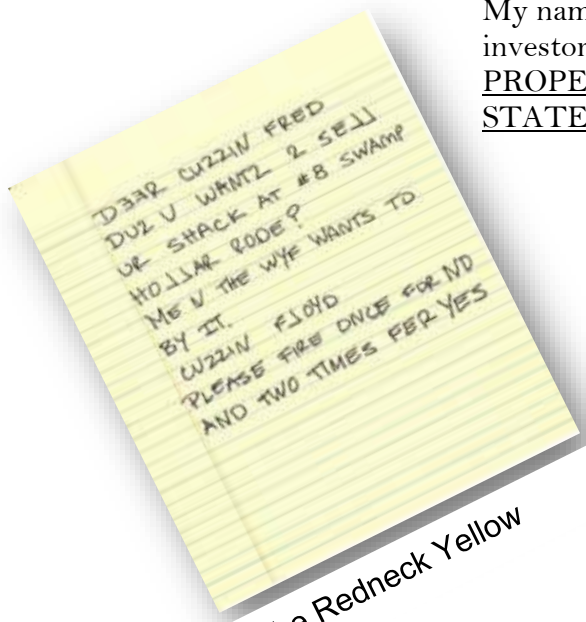 My nam
investor
PROPE
STATE
D33R CUZZIN FRED
DUZ U WANTZ 2 SELL
UR SHACK AT #8 SWAMP
HOLLAR RODE?
ME N THE WYF WANTS TO
BY IT.
CUZZIN FLOYD
PLEASE FIRE ONCE FOR NO
AND TWO TIMES FER YES
Redneck Yellow